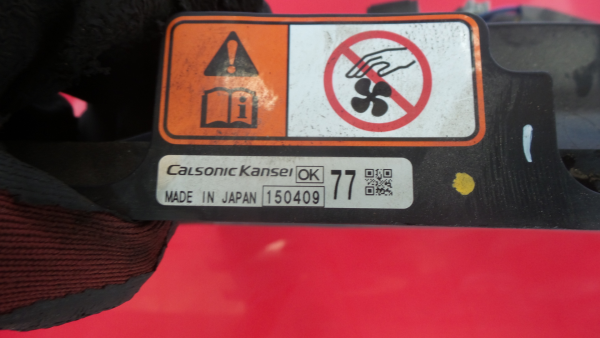 CALSONIC KANSEI OK 77
MADE IN JAPAN 150409